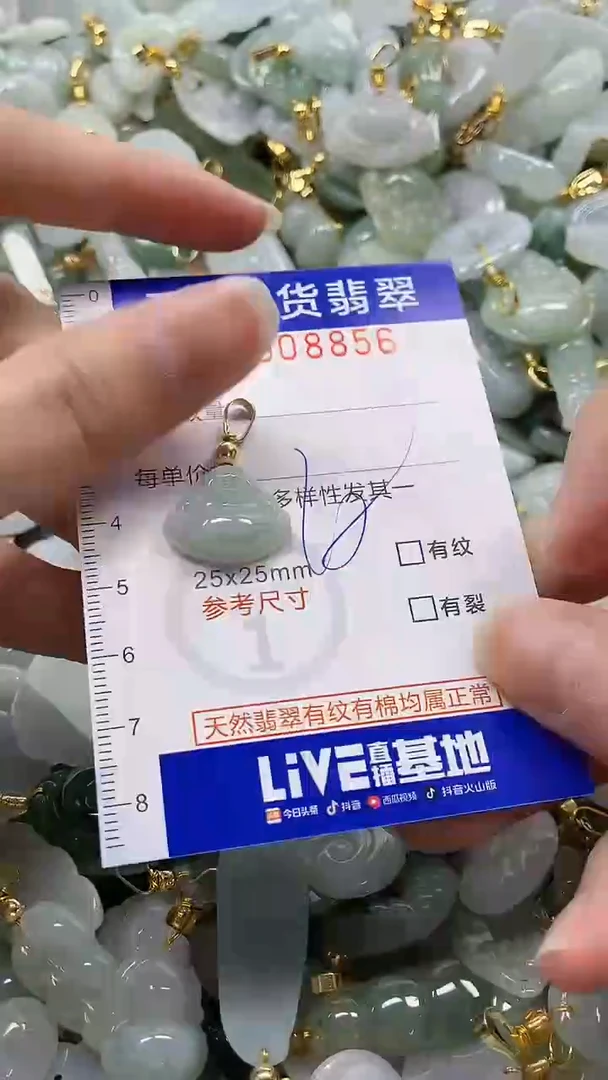 0
货翡翠
08856
每单价
多样性发其一
4
25x25mm
有纹
5
参考尺寸
有裂
6
1
天然翡翠有纹有棉均属正常
7
LiVE直播基地
8
今日头条 抖音 西瓜视频 抖音火山版